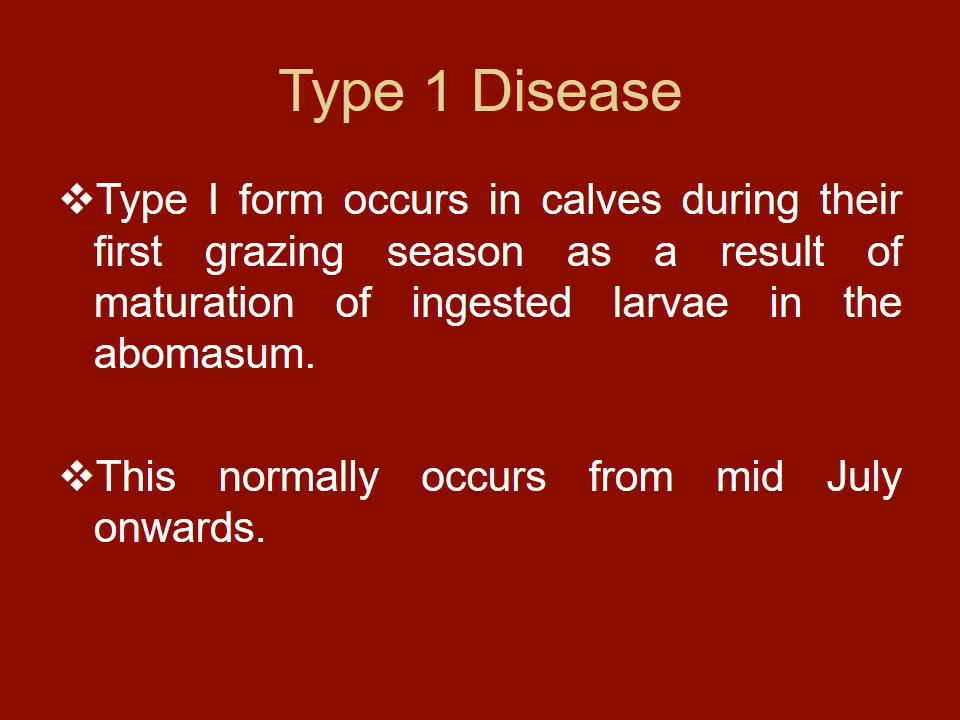 Type 1 Disease
❖Type I form occurs in calves during their
first grazing season as a result of
maturation of ingested larvae in the
abomasum.
❖This normally occurs from mid July
onwards.